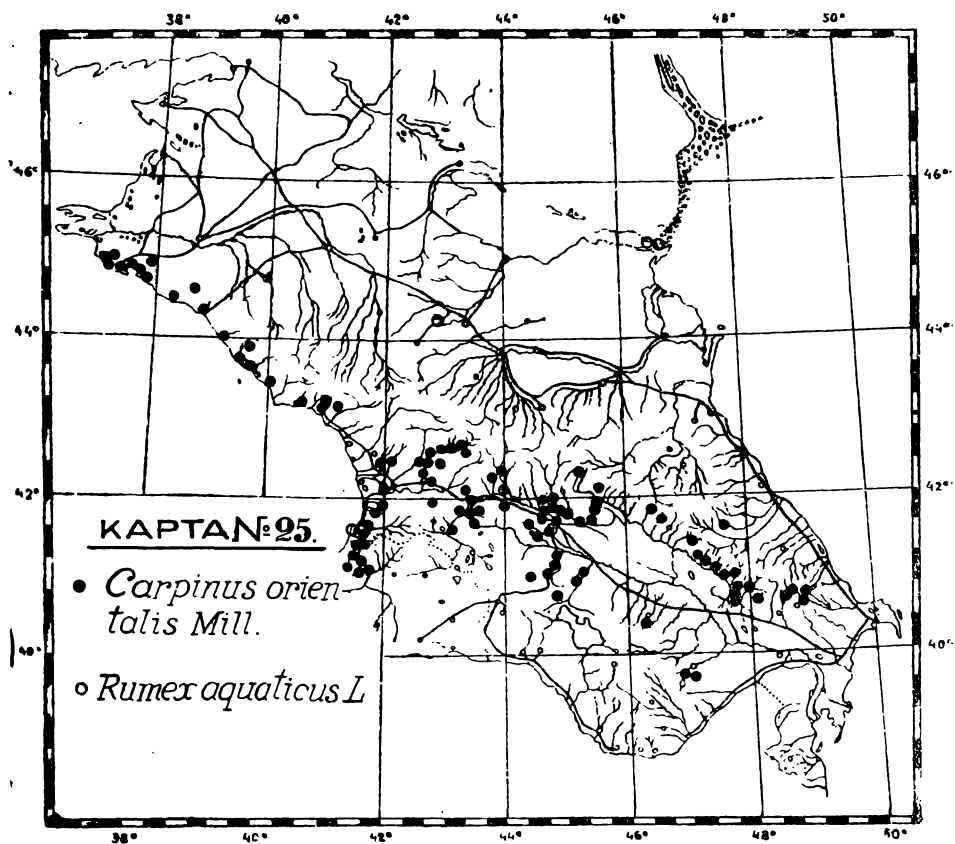 38° 40° 42° 44° 46° 48° 50°
46° 46°
44° 44°
42° 42°
КАРТА № 25.
Carpinus orien-
talis Mill.
40° 40°
Rumex aquaticus L
38° 40° 42° 44° 46° 48° 50°